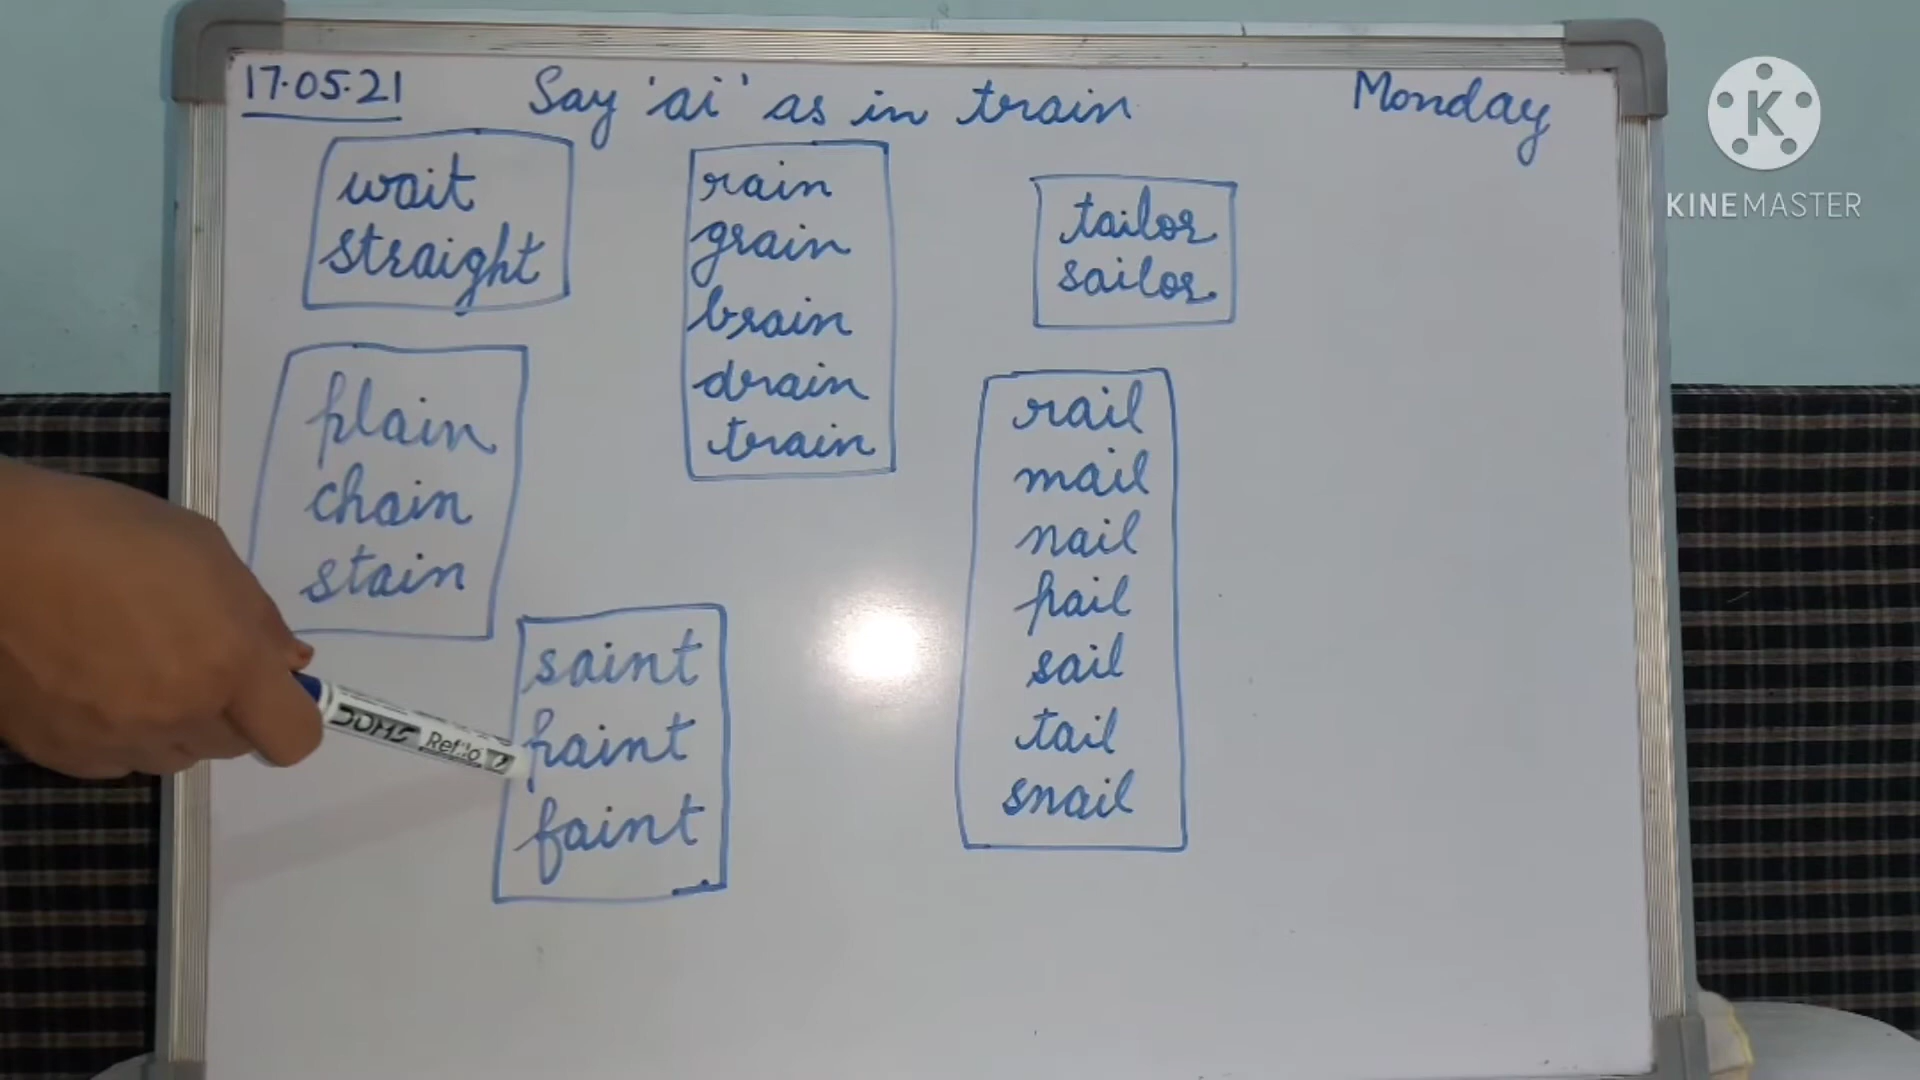 17.05.21 Say 'ai' as in train Monday
wait
straight
plain
chain
stain
saint
paint
faint
rain
grain
brain
drain
train
tailor
sailor
rail
mail
nail
pail
sail
tail
snail
DOMS
K
KINEMASTER